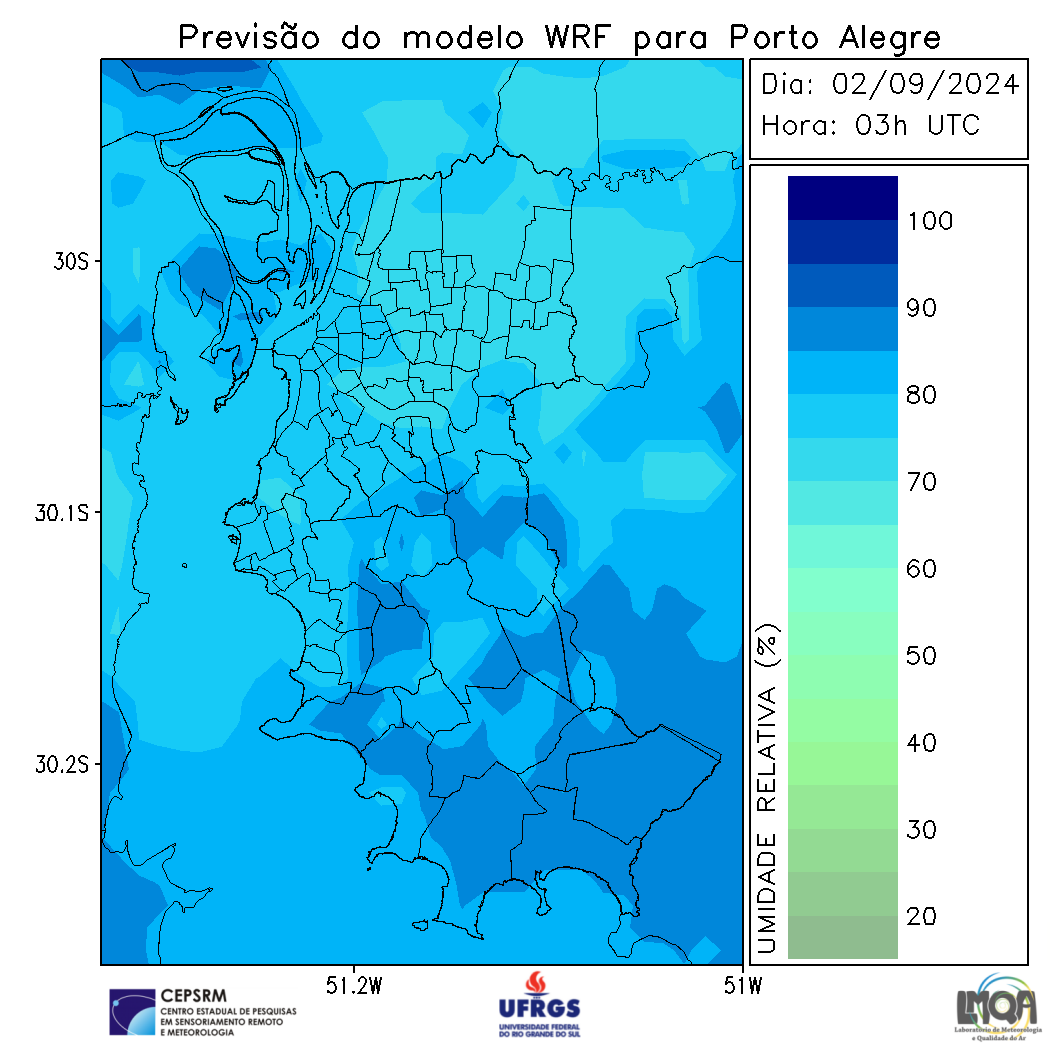 Previsão do modelo WRF para Porto Alegre
Dia: 02/09/2024
Hora: 03h UTC
30S
30.1S
30.2S
51.2W
51W
100
90
80
70
60
50
40
30
20
UMIDADE RELATIVA (%)
CEPSRM
CENTRO ESTADUAL DE PESQUISAS
EM SENSORIAMENTO REMOTO
E METEOROLOGIA
UFRGS
UNIVERSIDADE FEDERAL
DO RIO GRANDE DO SUL
LMQA
Laboratório de Meteorologia
e Qualidade do Ar